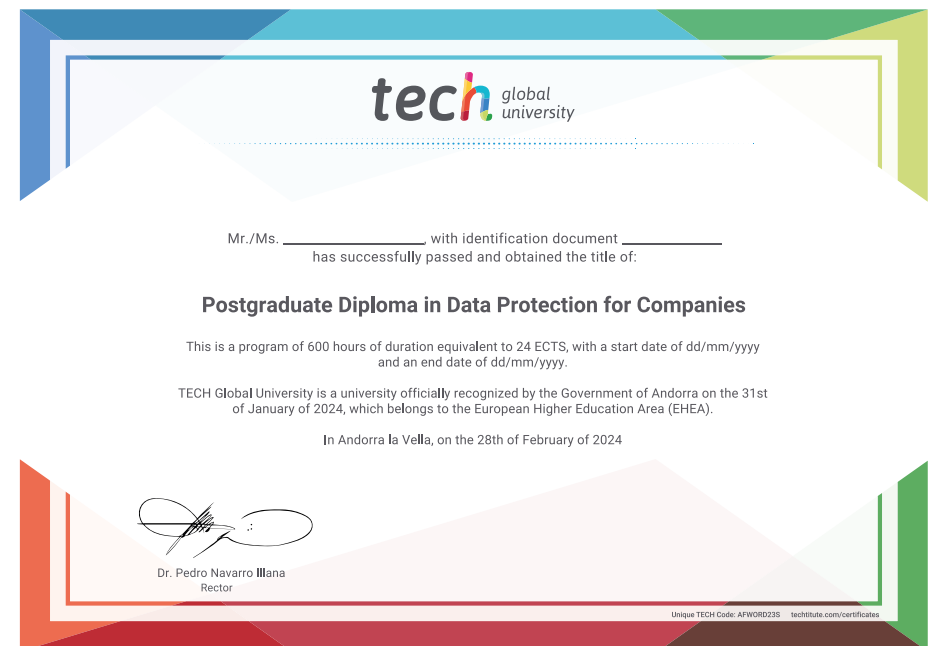 tech global
university
Mr./Ms. ____________, with identification document ____________
has successfully passed and obtained the title of:
Postgraduate Diploma in Data Protection for Companies
This is a program of 600 hours of duration equivalent to 24 ECTS, with a start date of dd/mm/yyyy
and an end date of dd/mm/yyyy.
TECH Global University is a university officially recognized by the Government of Andorra on the 31st
of January of 2024, which belongs to the European Higher Education Area (EHEA).
In Andorra la Vella, on the 28th of February of 2024
Dr. Pedro Navarro Illana
Rector
Unique TECH Code: AFWORD23S techtitute.com/certificates